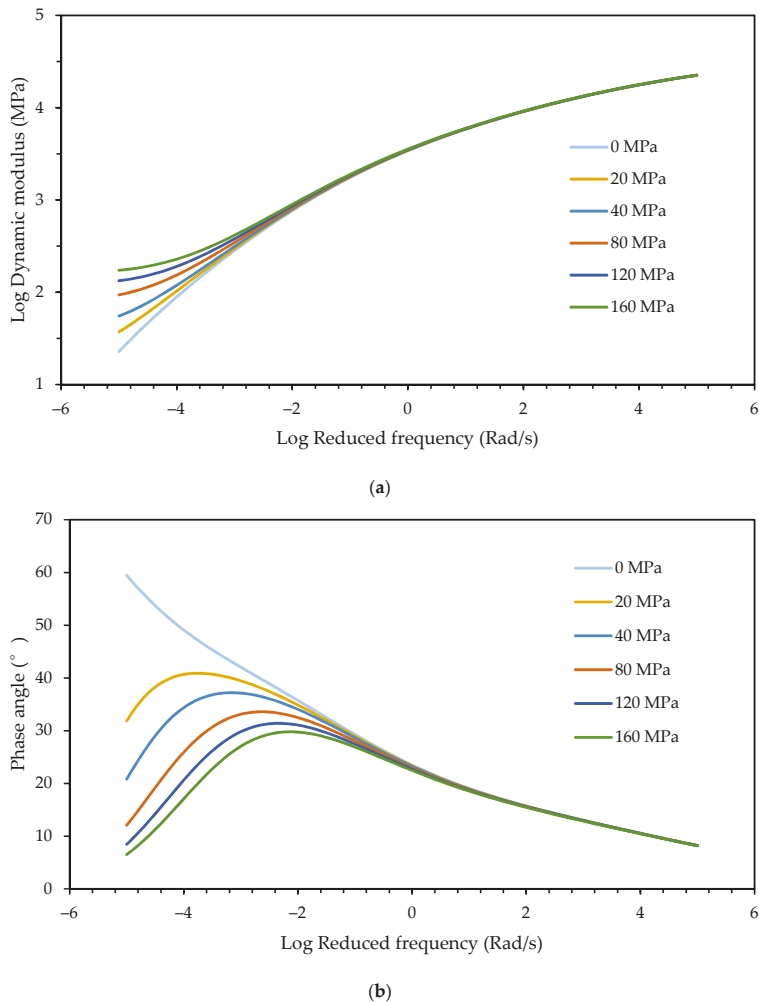 5
4
3
2
1
Log Dynamic modulus (MPa)
0 MPa
20 MPa
40 MPa
80 MPa
120 MPa
160 MPa
−6
−4
−2
0
2
4
6
Log Reduced frequency (Rad/s)
(a)
70
60
50
40
30
20
10
0
Phase angle (°)
0 MPa
20 MPa
40 MPa
80 MPa
120 MPa
160 MPa
−6
−4
−2
0
2
4
6
Log Reduced frequency (Rad/s)
(b)